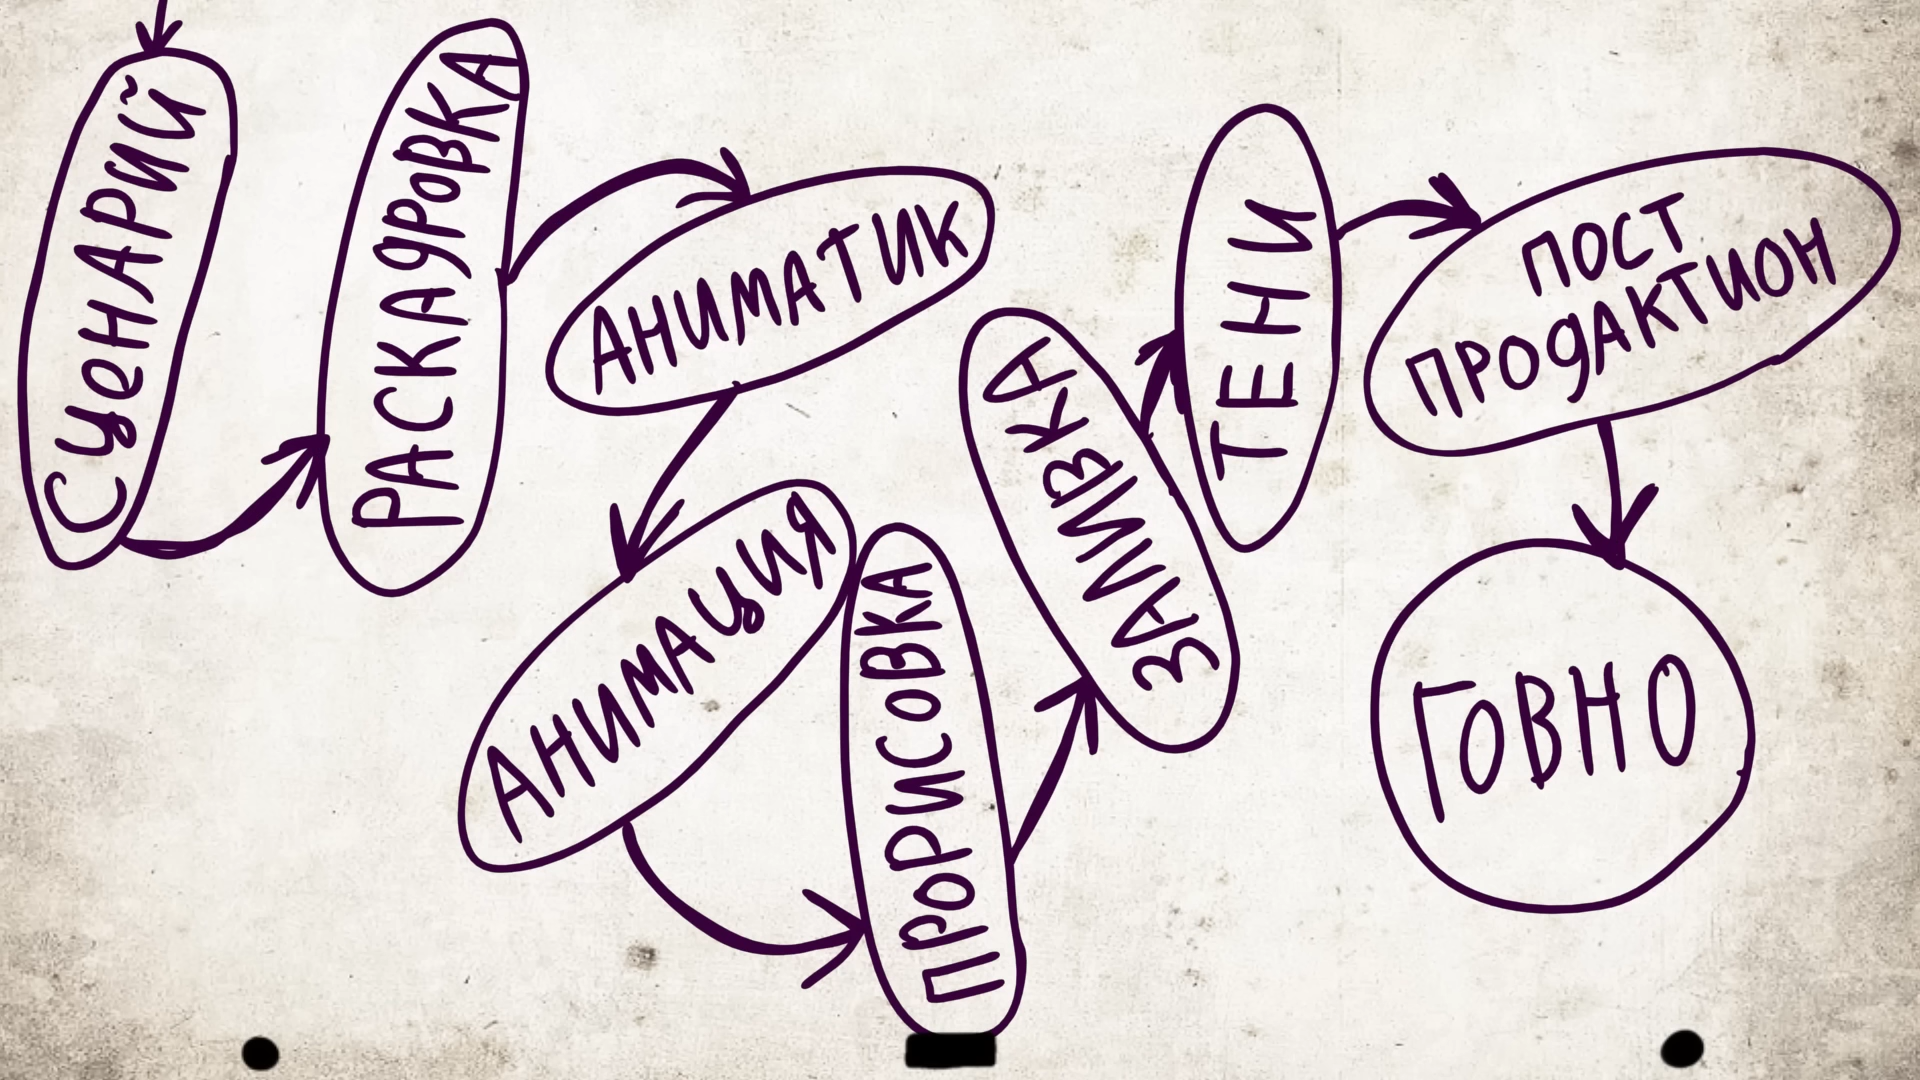 СЦЕНАРИЙ
РАСКАДРОВКА
АНИМАТИК
АНИМАЦИЯ
ПРОРИСОВКА
ЗАЛИВКА
ТЕНИ
ПОСТ
ПРОДАКТИОН
ГОВНО